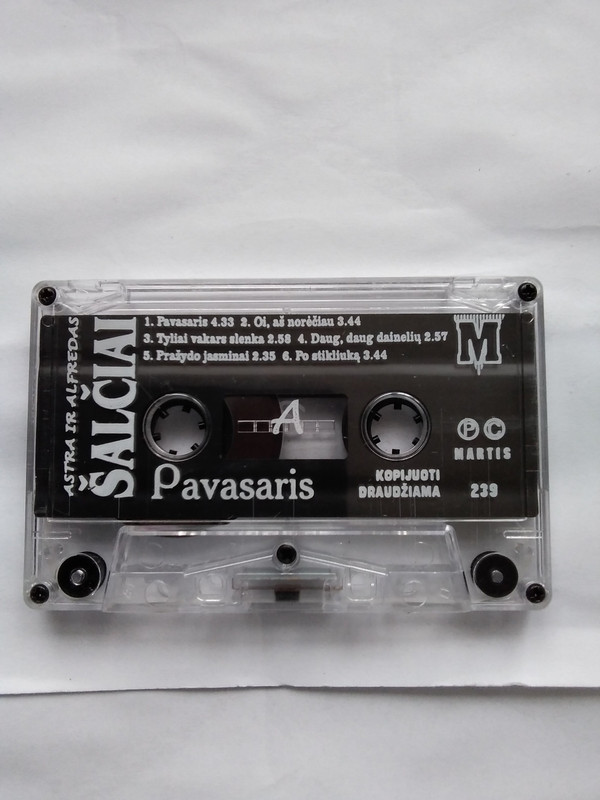 ASTRA IR ALFREDAS
ŠALČIAI
1. Pavasaris 4.33 2. Oi, aš norėčiau 3.44
3. Tyliai vakars slenka 2.58 4. Daug, daug dainelių 2.57
5. Pražydo jasminai 2.35 6. Po stikliuką 3.44
M
A
P C
MARTIS
Pavasaris
KOPIJUOTI
DRAUDŽIAMA
239